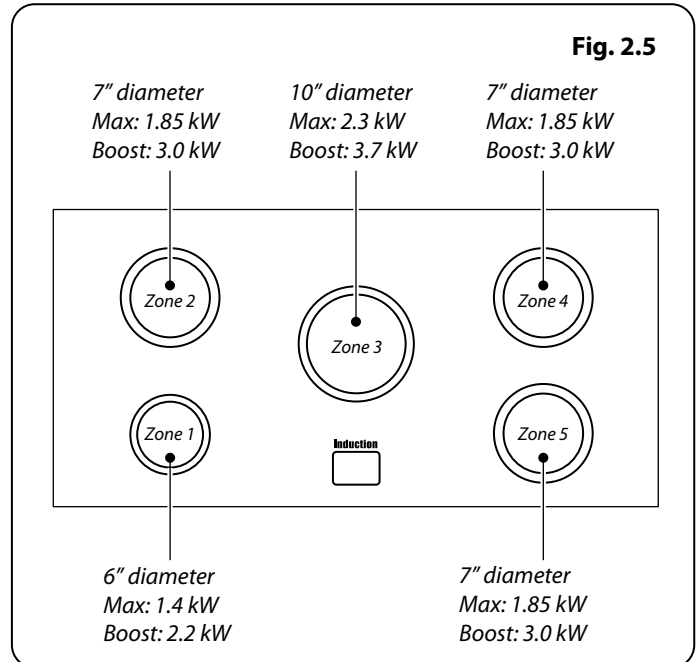 Fig. 2.5
7″ diameter
Max: 1.85 kW
Boost: 3.0 kW
10″ diameter
Max: 2.3 kW
Boost: 3.7 kW
7″ diameter
Max: 1.85 kW
Boost: 3.0 kW
Zone 2
Zone 3
Zone 4
Zone 1
Induction
Zone 5
6″ diameter
Max: 1.4 kW
Boost: 2.2 kW
7″ diameter
Max: 1.85 kW
Boost: 3.0 kW